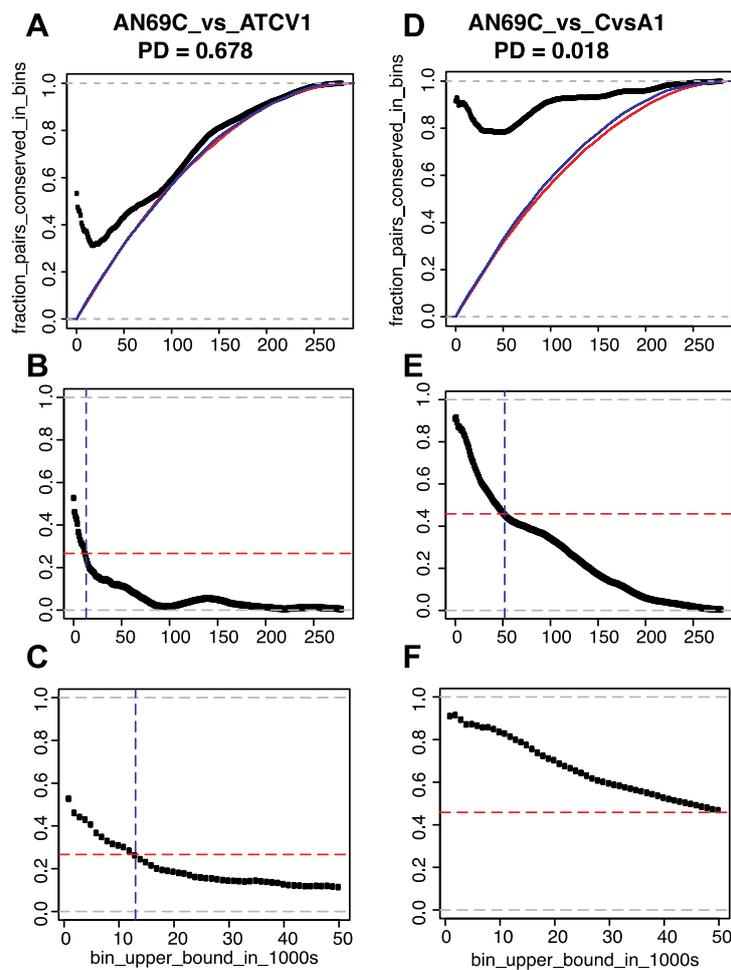 A
AN69C_vs_ATCV1
PD = 0.678
fraction_pairs_conserved_in_bins
1.0
0.8
0.6
0.4
0.2
0.0
0 50 100 150 200 250
D
AN69C_vs_CvsA1
PD = 0.018
fraction_pairs_conserved_in_bins
1.0
0.8
0.6
0.4
0.2
0.0
0 50 100 150 200 250
B
1.0
0.8
0.6
0.4
0.2
0.0
0 50 100 150 200 250
E
1.0
0.8
0.6
0.4
0.2
0.0
0 50 100 150 200 250
C
1.0
0.8
0.6
0.4
0.2
0.0
0 10 20 30 40 50
bin_upper_bound_in_1000s
F
1.0
0.8
0.6
0.4
0.2
0.0
0 10 20 30 40 50
bin_upper_bound_in_1000s